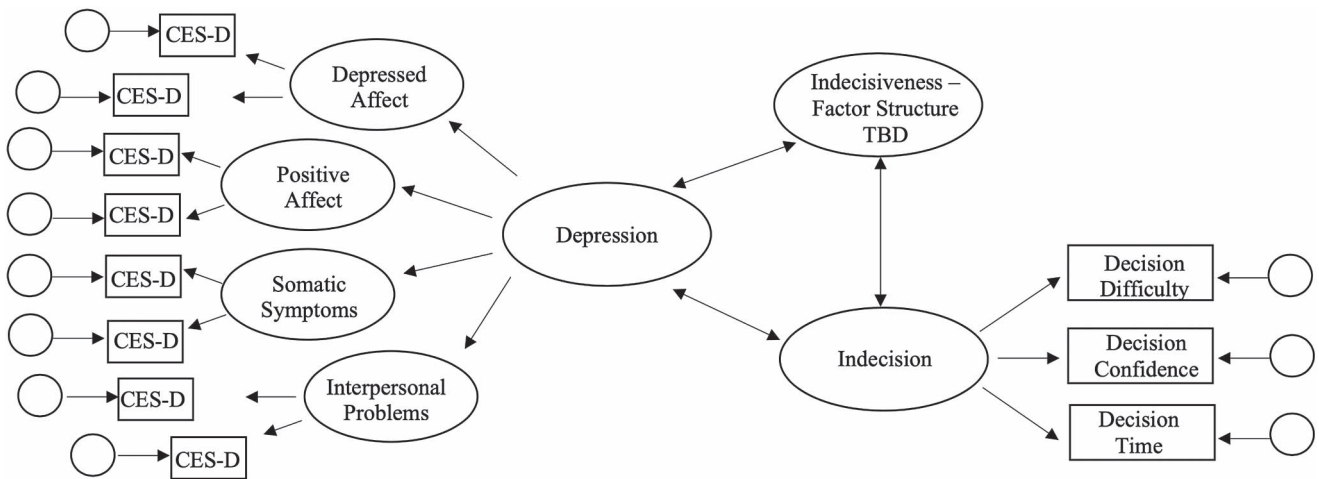 CES-D
CES-D
CES-D
CES-D
CES-D
CES-D
CES-D
CES-D
Depressed
Affect
Positive
Affect
Somatic
Symptoms
Interpersonal
Problems
Depression
Indecisiveness –
Factor Structure
TBD
Indecision
Decision
Difficulty
Decision
Confidence
Decision
Time